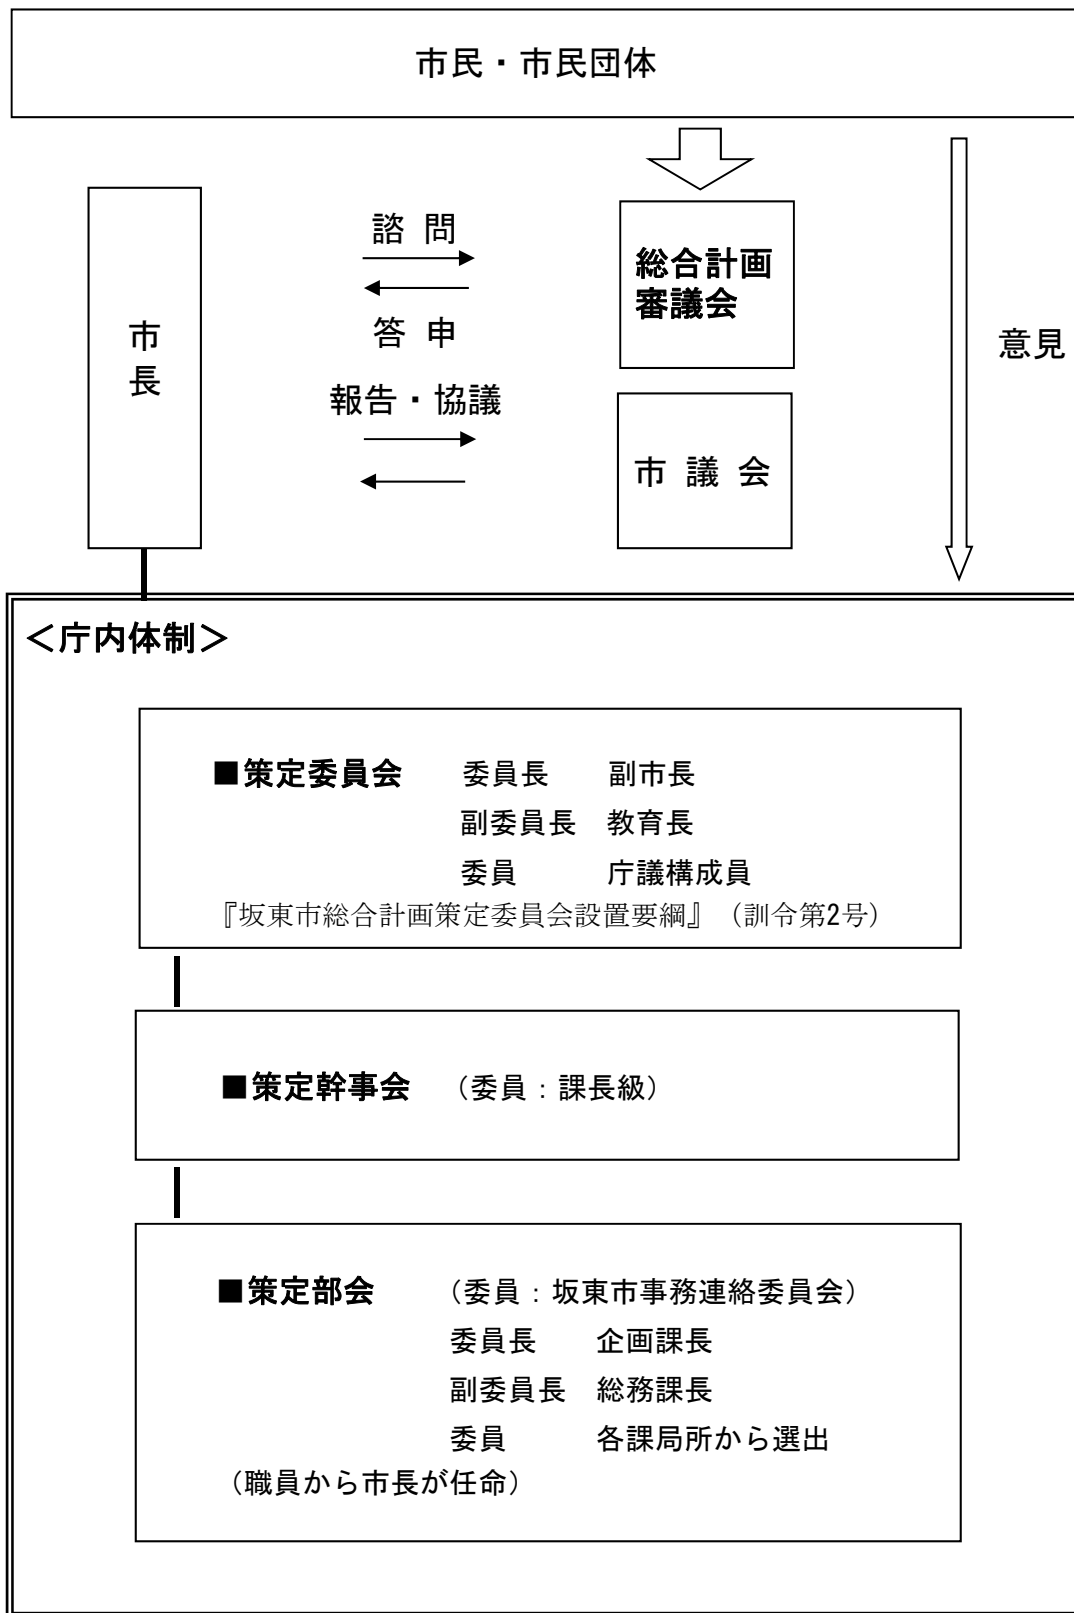 市民・市民団体
諮 問
総合計画
審議会
市
長
答 申
意見
報告・協議
市 議 会
＜庁内体制＞
■策定委員会 委員長 副市長
副委員長 教育長
委員 庁議構成員
『坂東市総合計画策定委員会設置要綱』（訓令第2号）
■策定幹事会 （委員：課長級）
■策定部会 （委員：坂東市事務連絡委員会）
委員長 企画課長
副委員長 総務課長
委員 各課局所から選出
（職員から市長が任命）